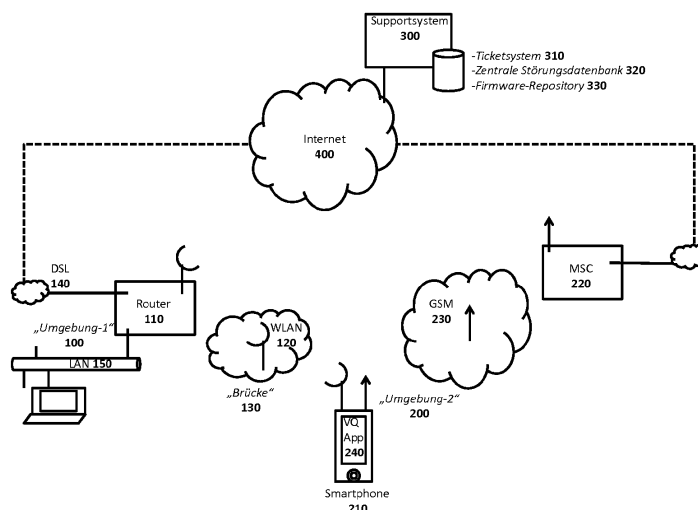 Supportsystem
300
-Ticketsystem 310
-Zentrale Störungsdatenbank 320
-Firmware-Repository 330
Internet
400
DSL
140
Router
110
„Umgebung-1“
100
LAN 150
WLAN
120
„Brücke“
130
GSM
230
MSC
220
„Umgebung-2“
200
VQ
App
240
Smartphone
210